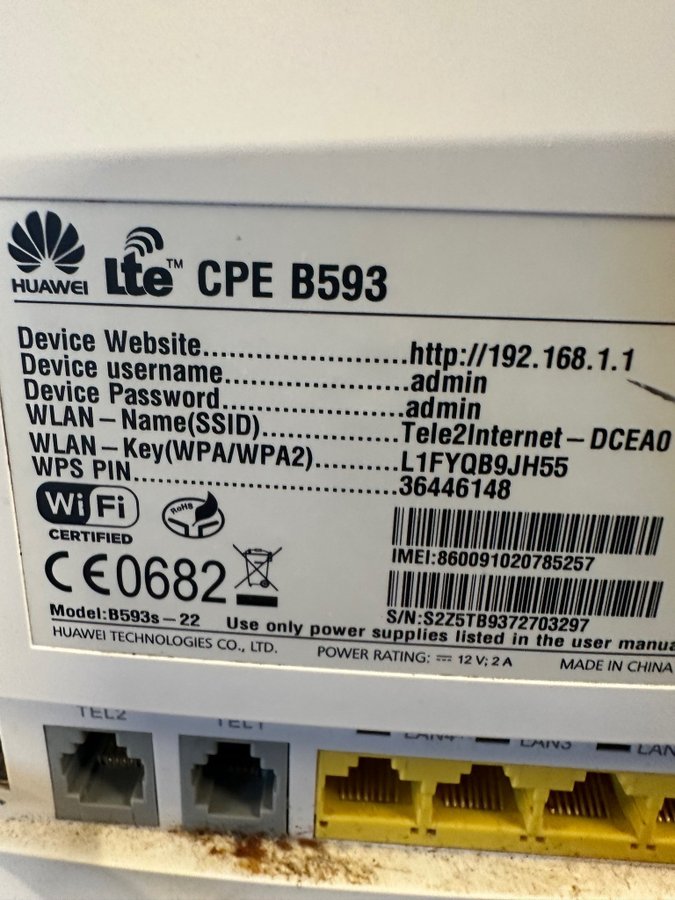 HUAWEI Lte™ CPE B593
Device Website......................http://192.168.1.1
Device username....................admin
Device Password....................admin
WLAN-Name(SSID)...............Tele2Internet-DCEA0
WLAN-Key(WPA/WPA2).........L1FYQB9JH55
WPS PIN.............................36446148
Wi Fi
CERTIFIED
RoHS
IMEI:860091020785257
CE0682
S/N:S2Z5TB9372703297
Model:B593s-22 Use only power supplies listed in the user
HUAWEI TECHNOLOGIES CO., LTD. POWER RATING: 12 V; 2 A MADE IN CHINA
TEL2 TEL1 LAN4 LAN3